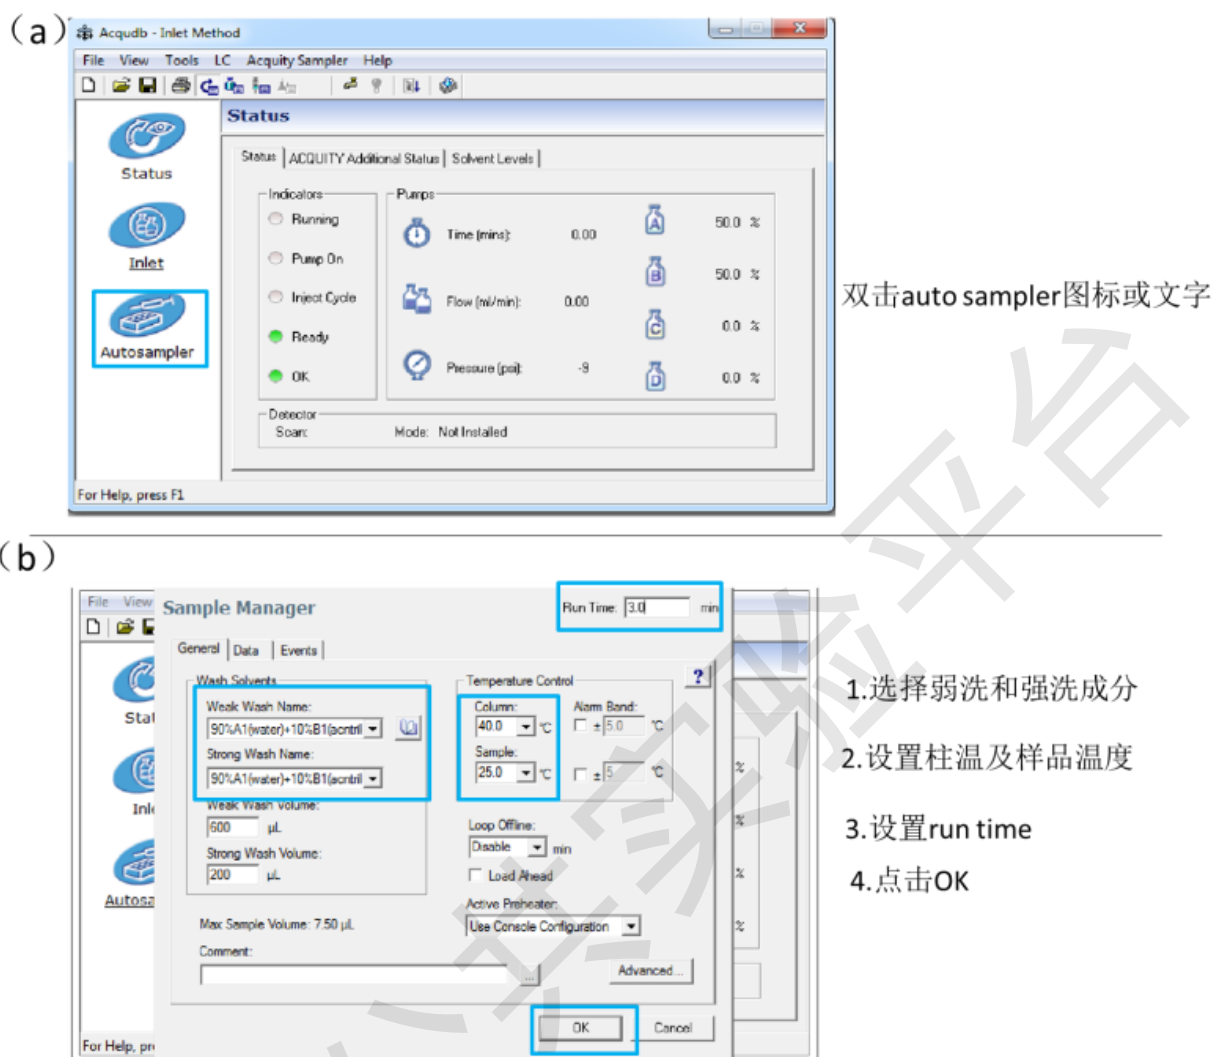 (a)
Acqudb - Inlet Method
File View Tools LC Acquity Sampler Help
Status
Status
Inlet
Autosampler
Status ACQUITY Additional Status Solvent Levels
Indicators
Running
Pump On
Inject Cycle
Ready
OK
Pumps
Time (mins): 0.00
Flow (ml/min): 0.00
Pressure (psi): -9
A 50.0 %
B 50.0 %
C 0.0 %
D 0.0 %
Detector
Scan: Mode: Not Installed
For Help, press F1
双击auto sampler图标或文字
(b)
File View
Sample Manager
Run Time: 3.0 min
General Data Events
Wash Solvents
Weak Wash Name:
90%A1(water)+10%B1(acntril
Strong Wash Name:
90%A1(water)+10%B1(acntril
Weak Wash Volume:
600 µL
Strong Wash Volume:
200 µL
Max Sample Volume: 7.50 µL
Comment:
...
Temperature Control
?
Column: Alarm Band:
40.0 °C ± 5.0 °C
Sample:
25.0 °C ± 5 °C
Loop Offline:
Disable min
Load Ahead
Active Preheater:
Use Console Configuration
Advanced...
OK Cancel
Stat
Inle
Autosa
%
%
%
%
For Help, pre
1.选择弱洗和强洗成分
2.设置柱温及样品温度
3.设置run time
4.点击OK
共实验平台